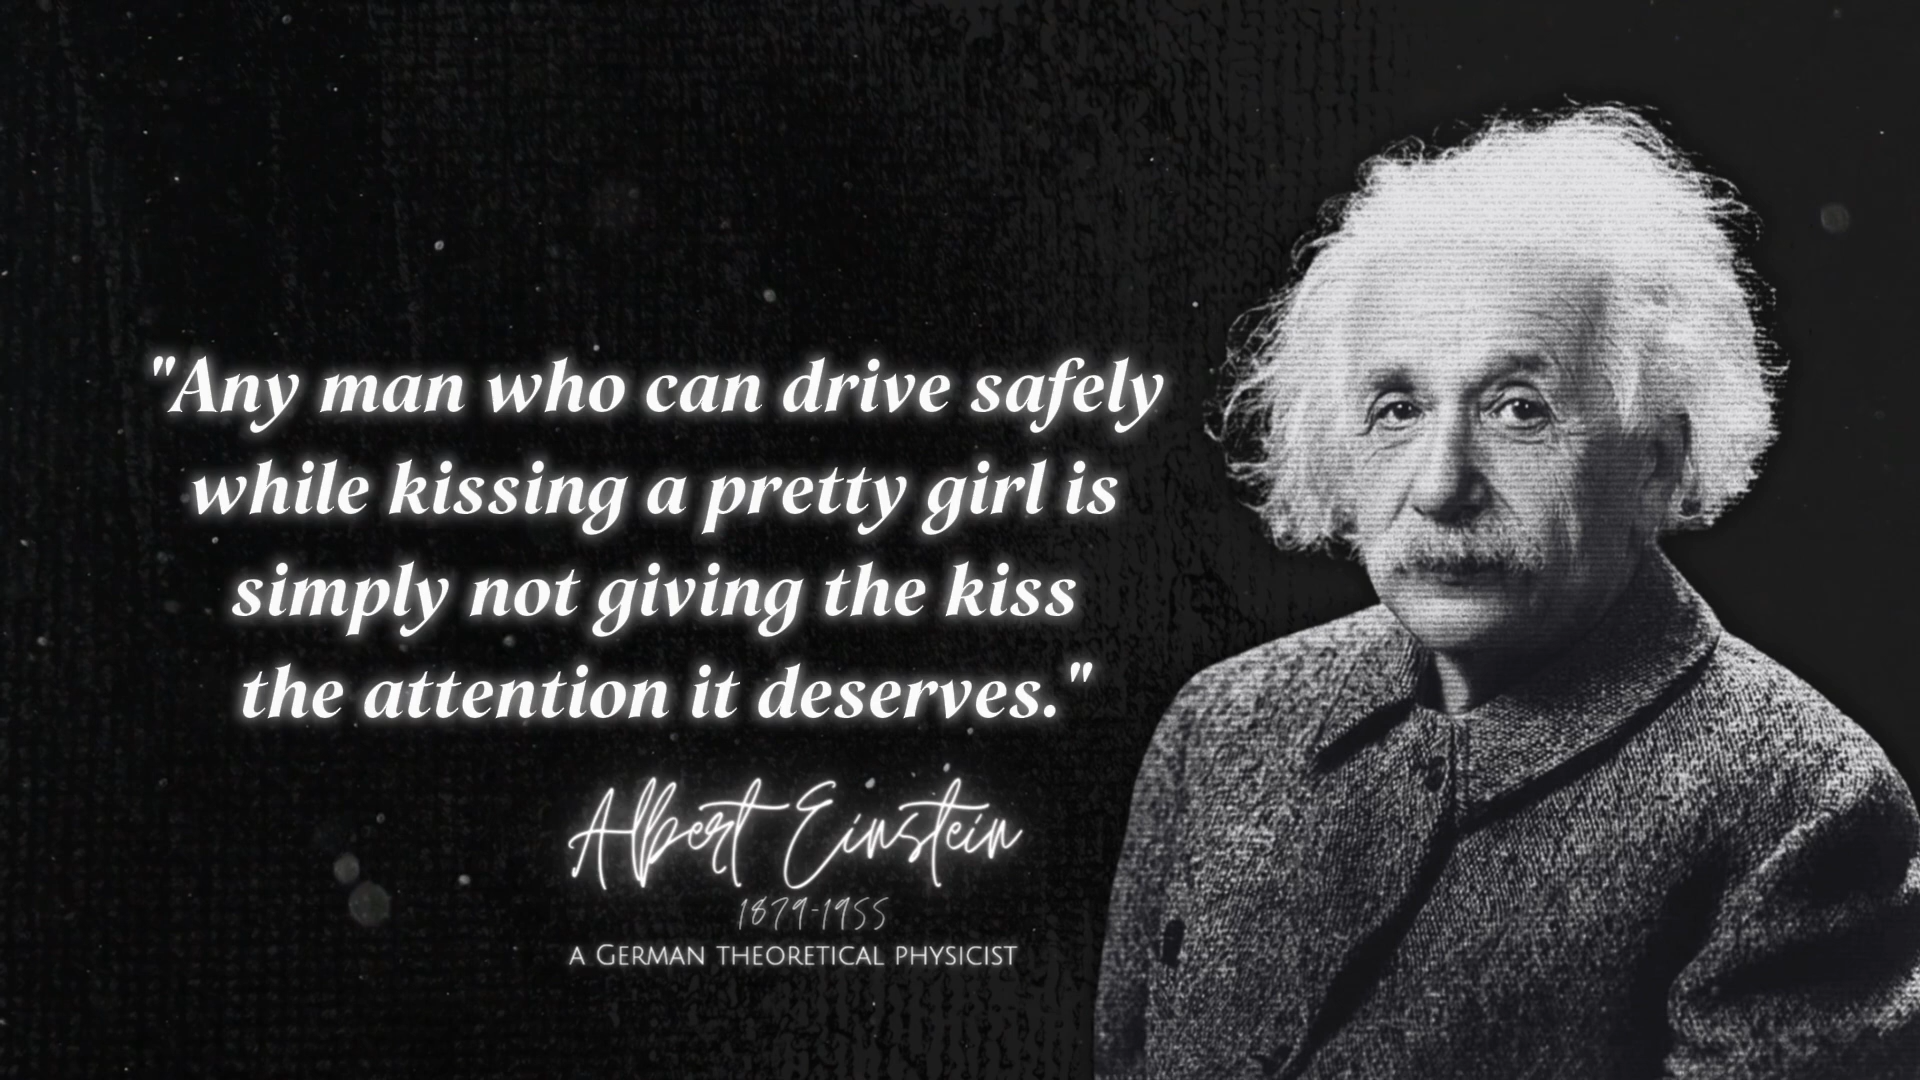 "Any man who can drive safely
while kissing a pretty girl is
simply not giving the kiss
the attention it deserves."
Albert Einstein
1879-1955
A GERMAN THEORETICAL PHYSICIST